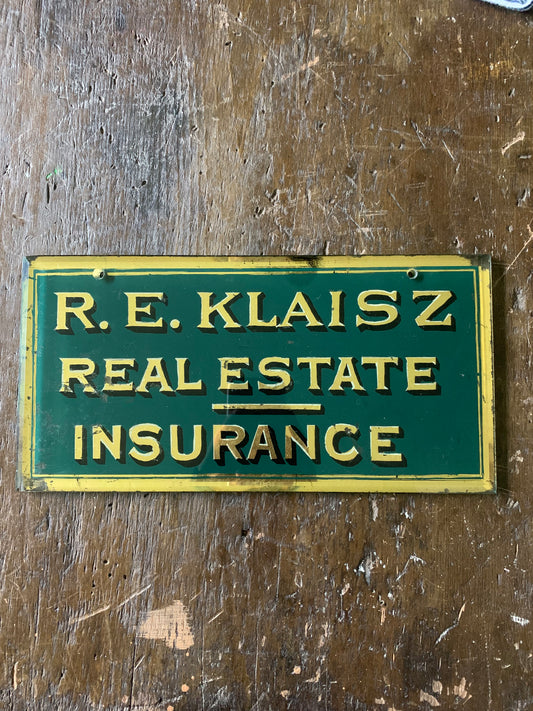 R. E. KLAISZ
REAL ESTATE
INSURANCE